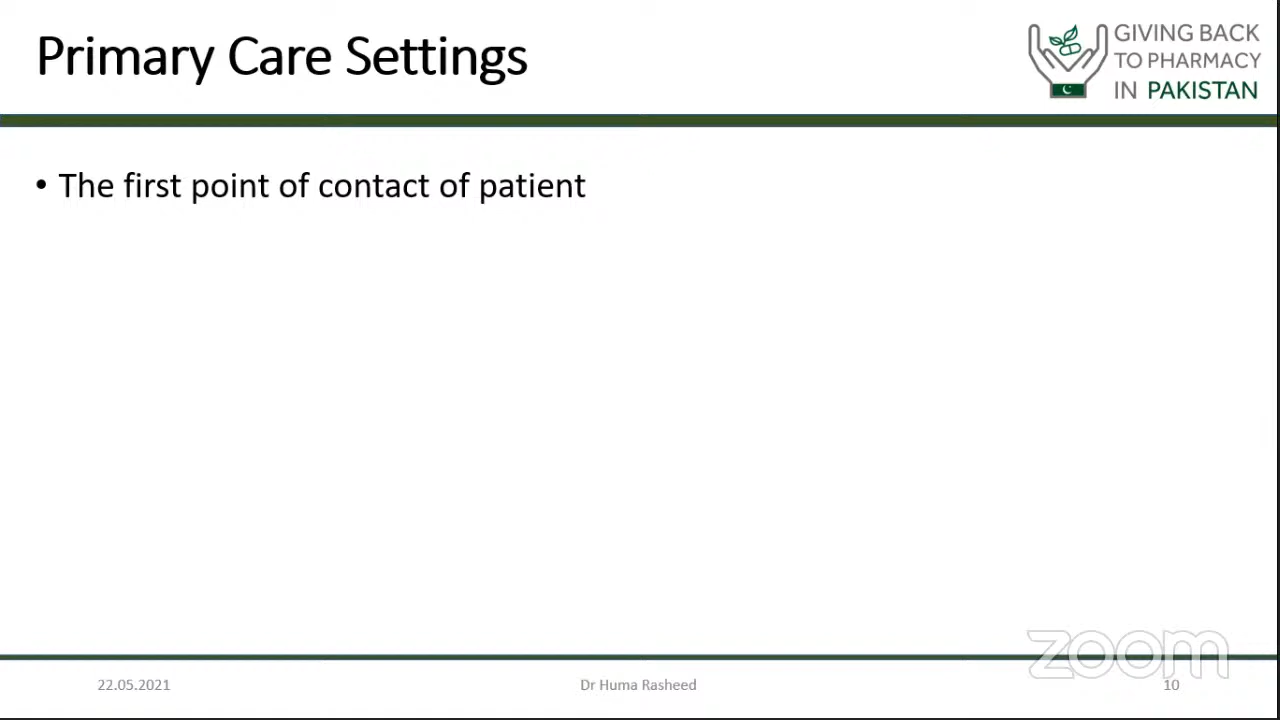 Primary Care Settings
GIVING BACK
TO PHARMACY
IN PAKISTAN
• The first point of contact of patient
zoom
22.05.2021
Dr Huma Rasheed
10